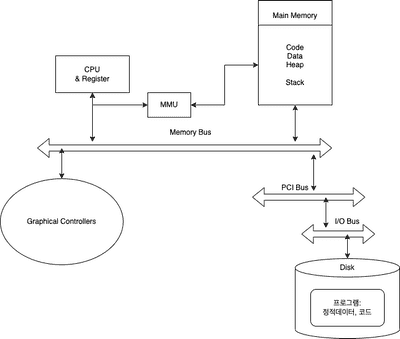 Main Memory
Code
Data
Heap
Stack
CPU
& Register
MMU
Memory Bus
PCI Bus
Graphical Controllers
I/O Bus
Disk
프로그램:
정적데이터, 코드